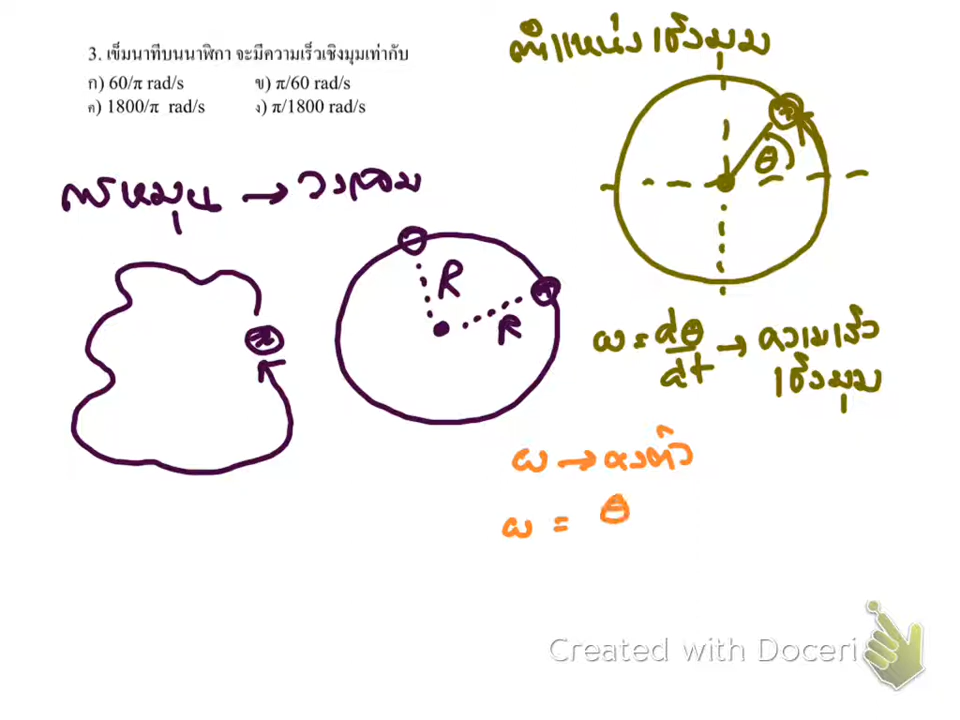 3. เข็มนาทีบนนาฬิกา จะมีความเร็วเชิงมุมเท่ากับ
ก) 60/π rad/s ข) π/60 rad/s
ค) 1800/π rad/s ง) π/1800 rad/s
ตำแหน่งเชิงมุม
θ
การหมุน → วงกลม
R
R
ω = dθ/dt → ความเร็ว
เชิงมุม
ω → คงตัว
ω = θ
Created with Doceri